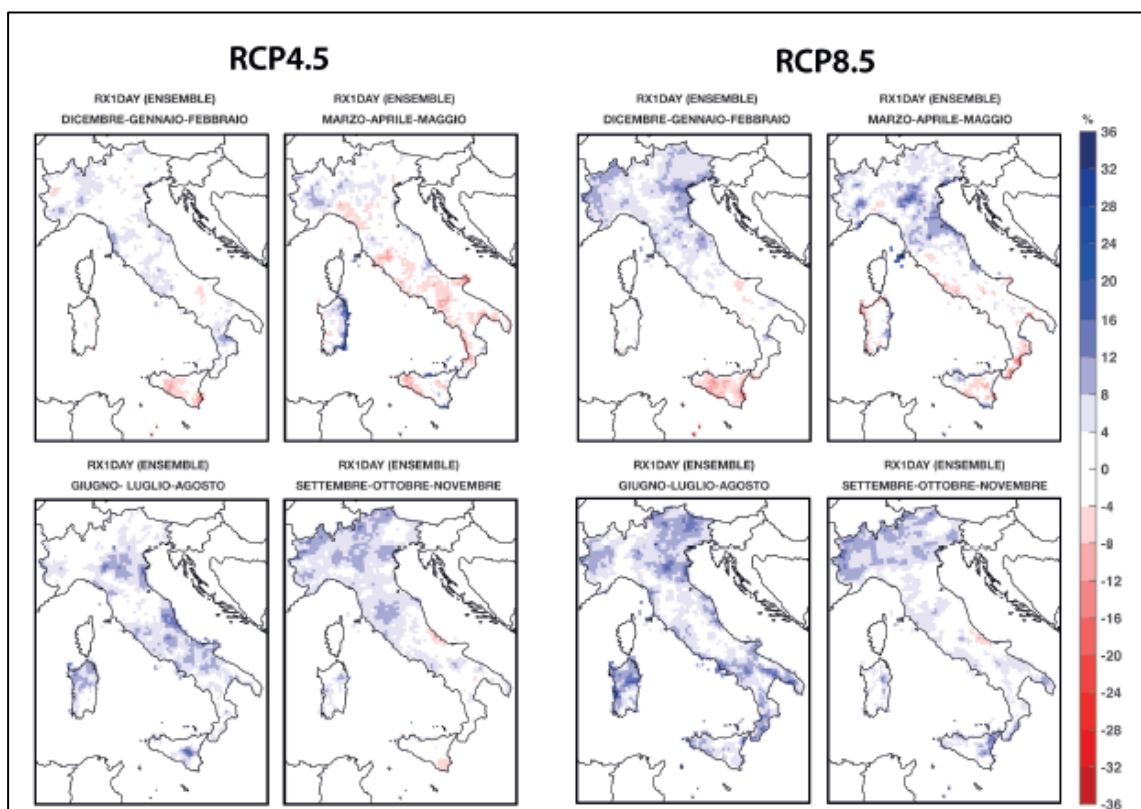 RCP4.5
RCP8.5
RX1DAY (ENSEMBLE)
DICEMBRE-GENNAIO-FEBBRAIO
RX1DAY (ENSEMBLE)
MARZO-APRILE-MAGGIO
RX1DAY (ENSEMBLE)
DICEMBRE-GENNAIO-FEBBRAIO
RX1DAY (ENSEMBLE)
MARZO-APRILE-MAGGIO
RX1DAY (ENSEMBLE)
GIUGNO- LUGLIO-AGOSTO
RX1DAY (ENSEMBLE)
SETTEMBRE-OTTOBRE-NOVEMBRE
RX1DAY (ENSEMBLE)
GIUGNO-LUGLIO-AGOSTO
RX1DAY (ENSEMBLE)
SETTEMBRE-OTTOBRE-NOVEMBRE
%
36
32
28
24
20
16
12
8
4
0
-4
-8
-12
-16
-20
-24
-28
-32
-36